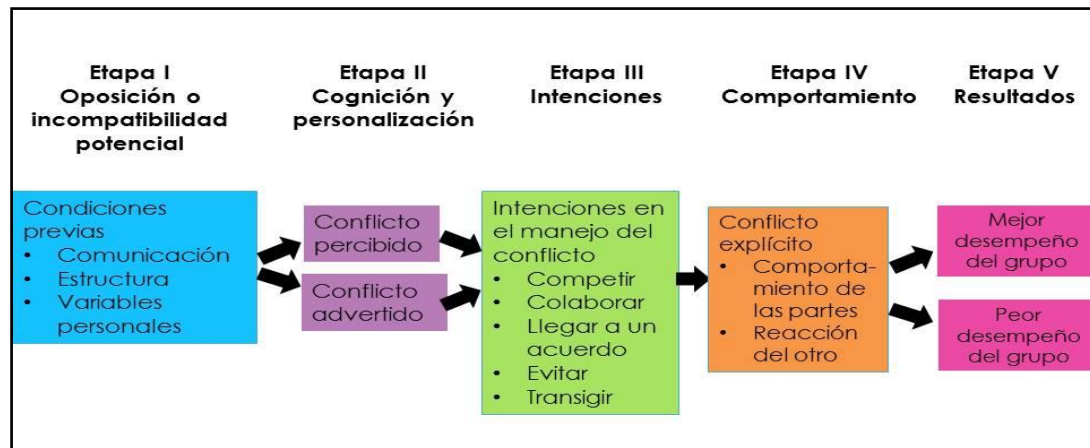 Etapa I
Oposición o
incompatibilidad
potencial
Etapa II
Cognición y
personalización
Etapa III
Intenciones
Etapa IV
Comportamiento
Etapa V
Resultados
Condiciones
previas
• Comunicación
• Estructura
• Variables
personales
Conflicto
percibido
Conflicto
advertido
Intenciones en
el manejo del
conflicto
• Competir
• Colaborar
• Llegar a un
acuerdo
• Evitar
• Transigir
Conflicto
explícito
• Comporta-
miento de
las partes
• Reacción
del otro
Mejor
desempeño
del grupo
Peor
desempeño
del grupo